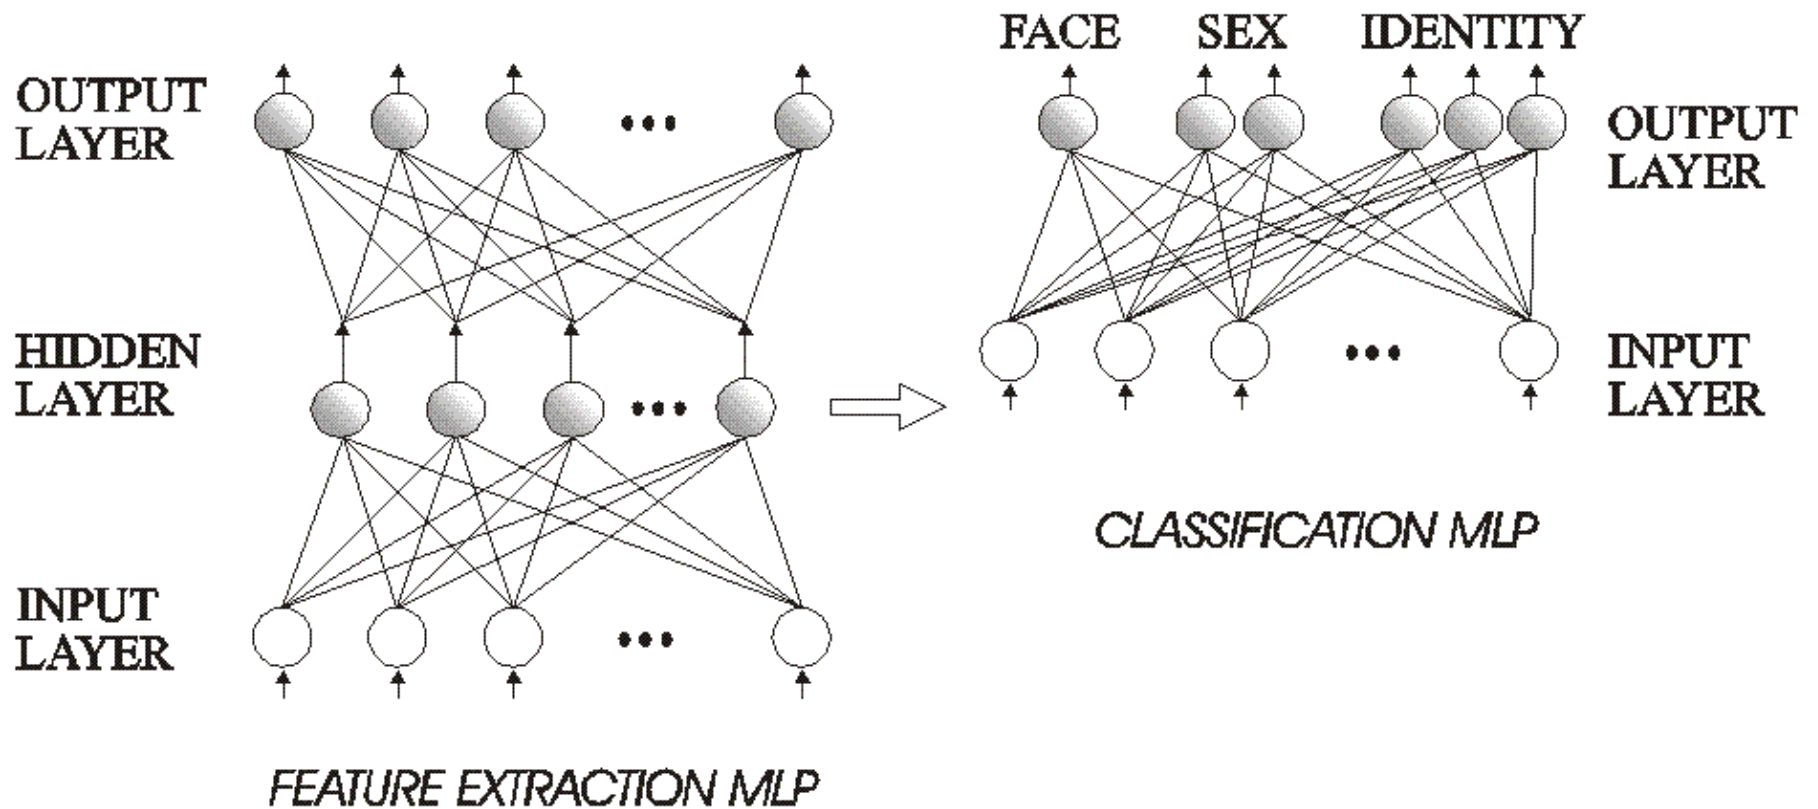 FACE SEX IDENTITY
OUTPUT
LAYER
OUTPUT
LAYER
HIDDEN
LAYER
INPUT
LAYER
CLASSIFICATION MLP
INPUT
LAYER
FEATURE EXTRACTION MLP